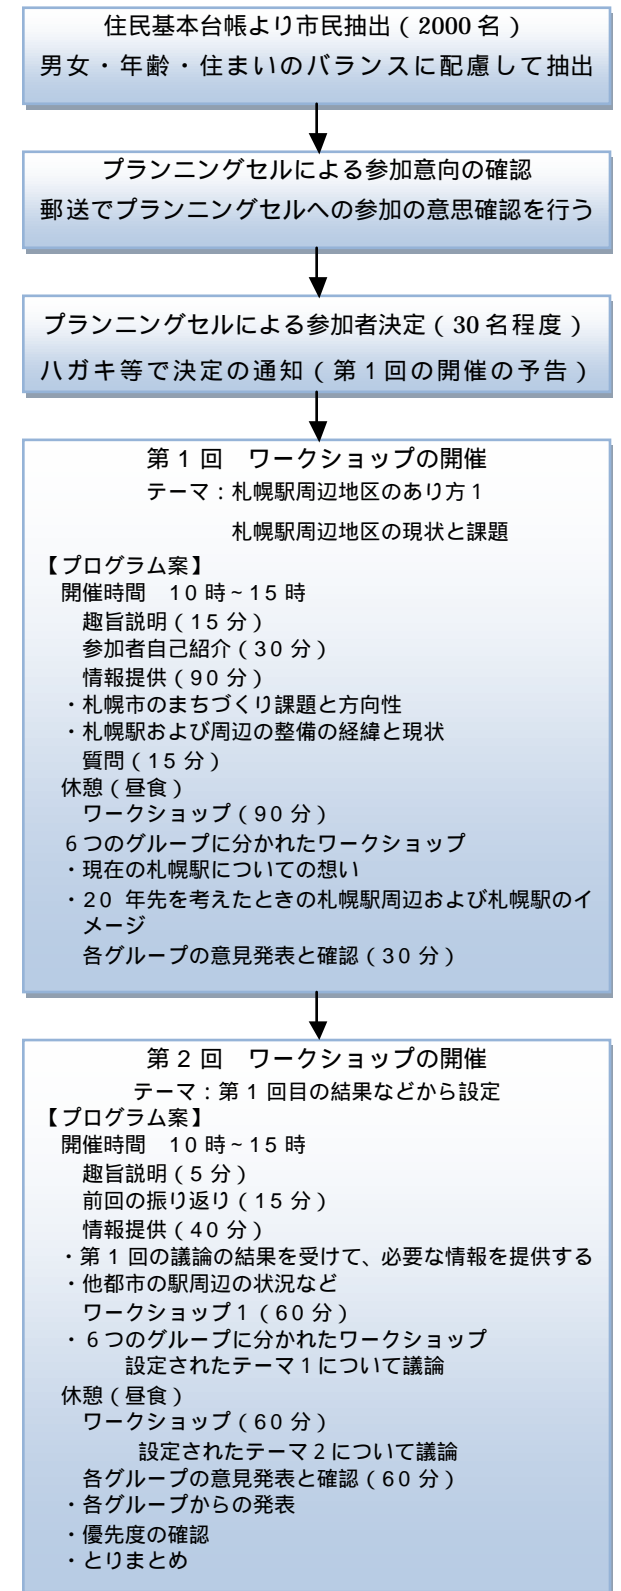 住民基本台帳より市民抽出(2000名)
男女・年齢・住まいのバランスに配慮して抽出
プランニングセルによる参加意向の確認
郵送でプランニングセルへの参加の意思確認を行う
プランニングセルによる参加者決定(30名程度)
ハガキ等で決定の通知(第1回の開催の予告)
第1回 ワークショップの開催
テーマ:札幌駅周辺地区のあり方1
札幌駅周辺地区の現状と課題
【プログラム案】
開催時間 10時~15時
趣旨説明(15分)
参加者自己紹介(30分)
情報提供(90分)
・札幌市のまちづくり課題と方向性
・札幌駅および周辺の整備の経緯と現状
質問(15分)
休憩(昼食)
ワークショップ(90分)
6つのグループに分かれたワークショップ
・現在の札幌駅についての想い
・20 年先を考えたときの札幌駅周辺および札幌駅のイ
メージ
各グループの意見発表と確認(30分)
第2回 ワークショップの開催
テーマ:第1回目の結果などから設定
【プログラム案】
開催時間 10時~15時
趣旨説明(5分)
前回の振り返り(15分)
情報提供(40分)
・第1回の議論の結果を受けて、必要な情報を提供する
・他都市の駅周辺の状況など
ワークショップ1(60分)
・6つのグループに分かれたワークショップ
設定されたテーマ1について議論
休憩(昼食)
ワークショップ(60分)
設定されたテーマ2について議論
各グループの意見発表と確認(60分)
・各グループからの発表
・優先度の確認
・とりまとめ